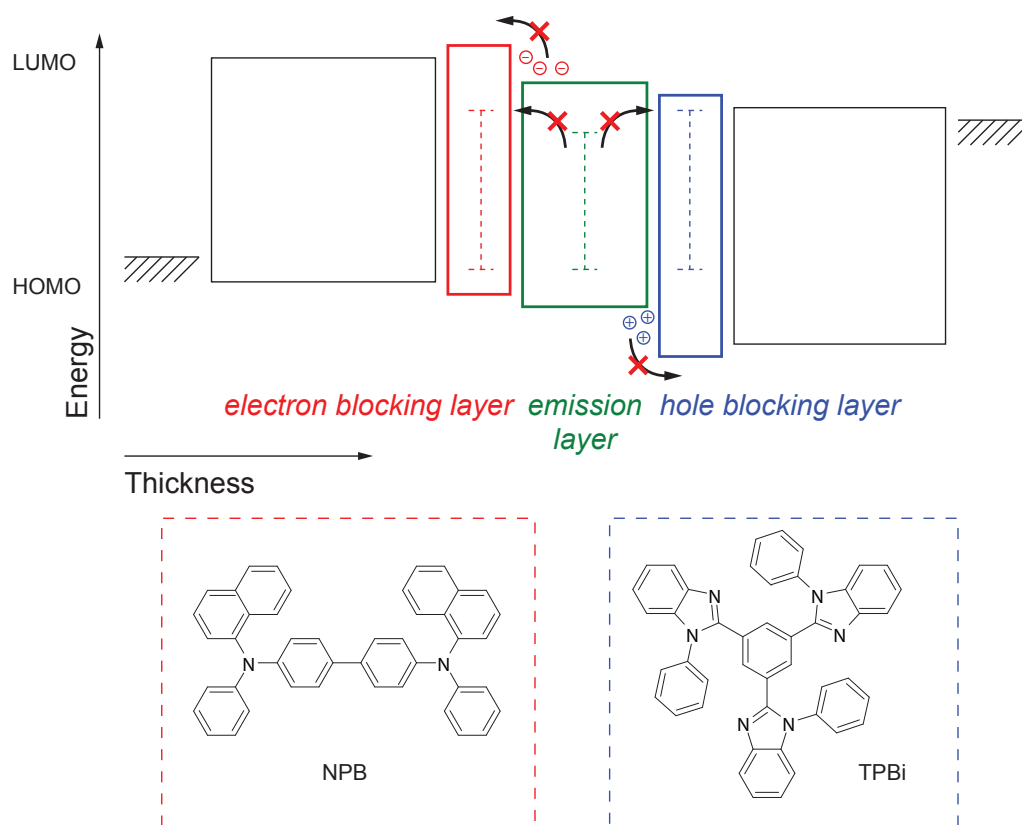 LUMO
HOMO
Energy
electron blocking layer
emission
layer
hole blocking layer
Thickness
N
N
NPB
N
N
N
N
N
N
TPBi